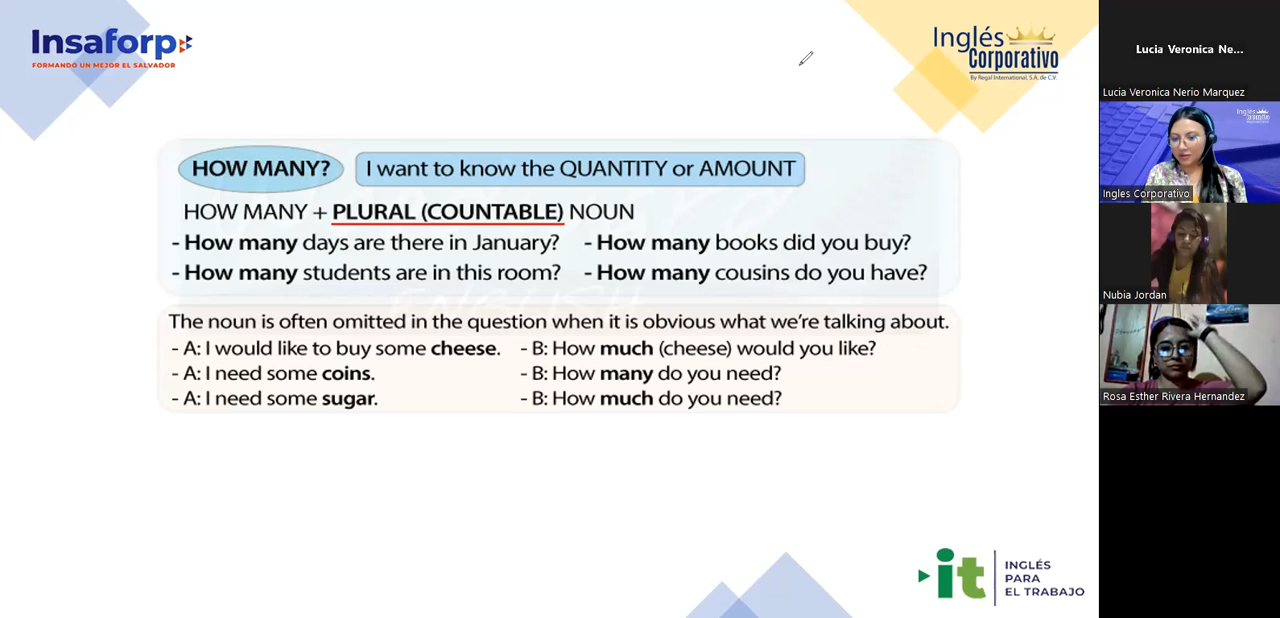 Insaforp
FORMANDO UN MEJOR EL SALVADOR
Inglés
Corporativo
By Regal International, S.A. de C.V.
HOW MANY? I want to know the QUANTITY or AMOUNT
HOW MANY + PLURAL (COUNTABLE) NOUN
- How many days are there in January? - How many books did you buy?
- How many students are in this room? - How many cousins do you have?
The noun is often omitted in the question when it is obvious what we're talking about.
- A: I would like to buy some cheese. - B: How much (cheese) would you like?
- A: I need some coins. - B: How many do you need?
- A: I need some sugar. - B: How much do you need?
it
INGLÉS
PARA
EL TRABAJO
Lucia Veronica Ne...
Lucia Veronica Nerio Marquez
Ingles Corporativo
Nubia Jordan
Rosa Esther Rivera Hernandez